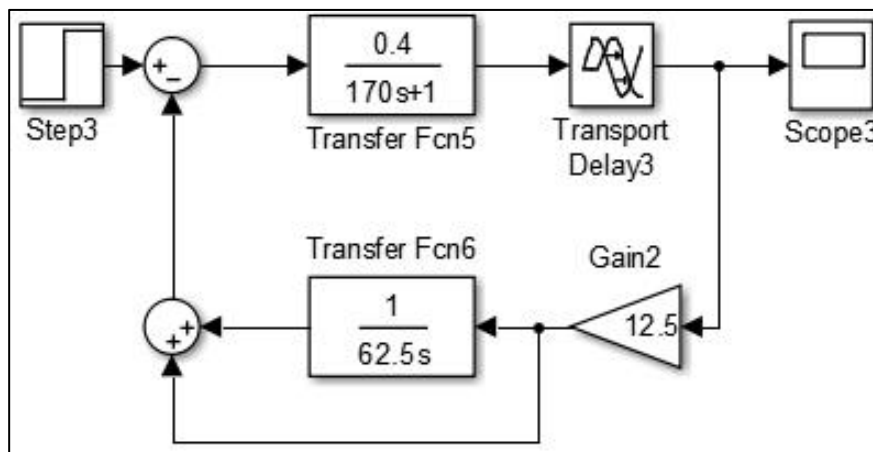 +
−
0.4
170s+1
Step3
Transfer Fcn5
Transport
Delay3
Scope3
Transfer Fcn6
Gain2
1
62.5s
12.5
+
+